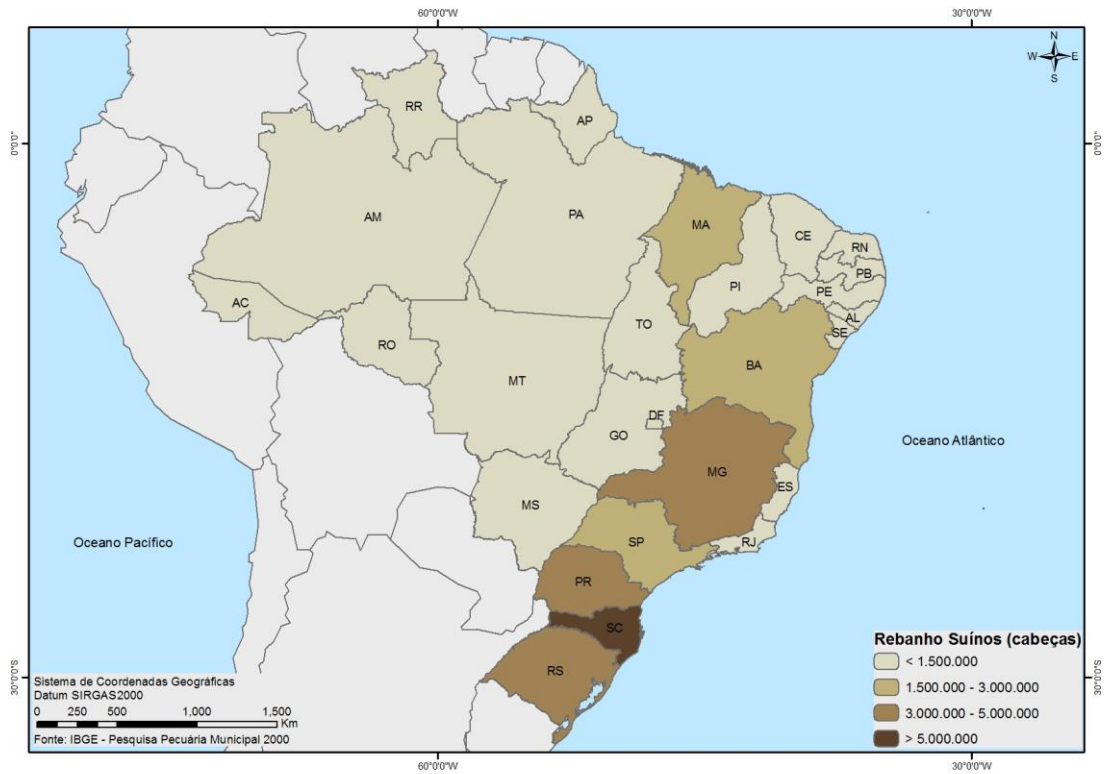 60°0'0"W 30°0'0"W
N
W E
S
RR
AP
0°0'0" 0°0'0"
AM
PA
MA
CE
RN
PB
PI
PE
AC
AL
TO
SE
RO
BA
MT
DF
GO
Oceano Atlântico
MG
ES
MS
Oceano Pacífico
SP
RJ
PR
SC
RS
30°0'0"S 30°0'0"S
Rebanho Suínos (cabeças)
< 1.500.000
1.500.000 - 3.000.000
3.000.000 - 5.000.000
> 5.000.000
Sistema de Coordenadas Geográficas
Datum SIRGAS2000
0 250 500 1,000 1,500
Km
Fonte: IBGE - Pesquisa Pecuária Municipal 2000
60°0'0"W 30°0'0"W